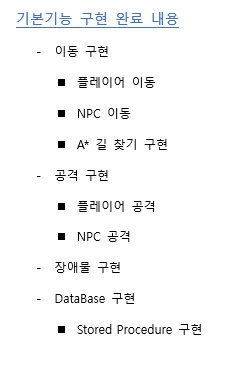 기본기능 구현 완료 내용
- 이동 구현
■ 플레이어 이동
■ NPC 이동
■ A* 길 찾기 구현
- 공격 구현
■ 플레이어 공격
■ NPC 공격
- 장애물 구현
- DataBase 구현
■ Stored Procedure 구현